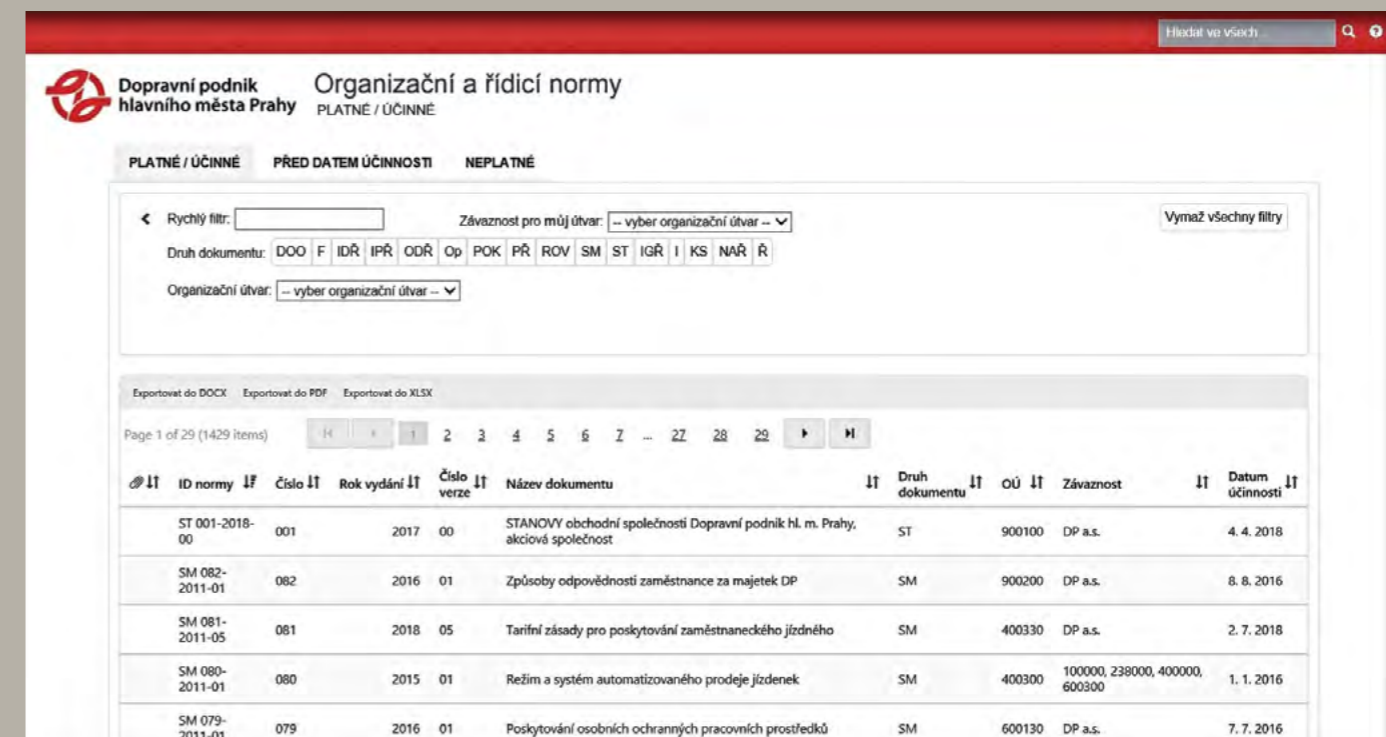 Hledat ve všech...
Dopravní podnik
hlavního města Prahy
Organizační a řídicí normy
PLATNÉ / ÚČINNÉ
PLATNÉ / ÚČINNÉ PŘED DATEM ÚČINNOSTI NEPLATNÉ
Rychlý filtr: Závaznost pro můj útvar: -- vyber organizační útvar -- Vymaž všechny filtry
Druh dokumentu: DOO F IDŘ IPŘ ODŘ Op POK PŘ ROV SM ST IGŘ I KS NAŘ Ř
Organizační útvar: -- vyber organizační útvar --
Exportovat do DOCX Exportovat do PDF Exportovat do XLSX
Page 1 of 29 (1429 items) 1 2 3 4 5 6 7 ... 27 28 29
ID normy Číslo Rok vydání Číslo verze Název dokumentu Druh dokumentu OÚ Závaznost Datum účinnosti
ST 001-2018-00 001 2017 00 STANOVY obchodní společnosti Dopravní podnik hl. m. Prahy, akciová společnost ST 900100 DP a.s. 4. 4. 2018
SM 082-2011-01 082 2016 01 Způsoby odpovědnosti zaměstnance za majetek DP SM 900200 DP a.s. 8. 8. 2016
SM 081-2011-05 081 2018 05 Tarifní zásady pro poskytování zaměstnaneckého jízdného SM 400330 DP a.s. 2. 7. 2018
SM 080-2011-01 080 2015 01 Režim a systém automatizovaného prodeje jízdenek SM 400300 100000, 238000, 400000, 600300 1. 1. 2016
SM 079-2011-01 079 2016 01 Poskytování osobních ochranných pracovních prostředků SM 600130 DP a.s. 7. 7. 2016